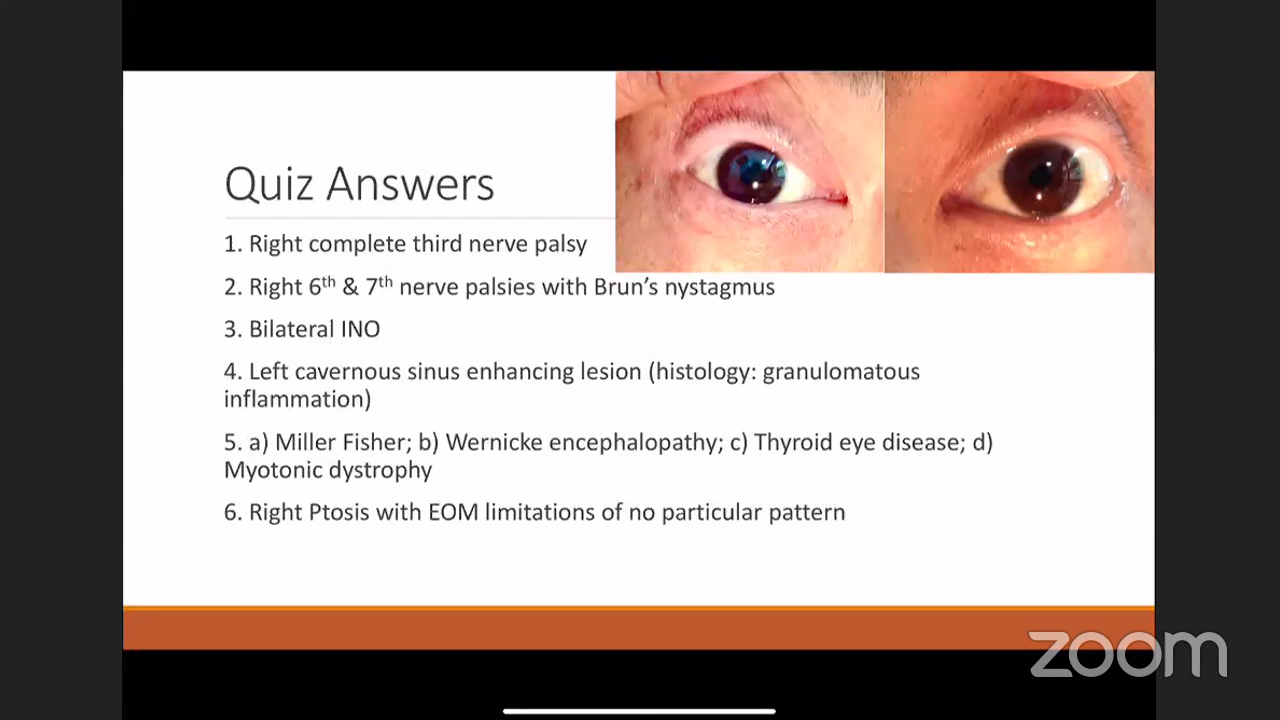 Quiz Answers
1. Right complete third nerve palsy
2. Right 6th & 7th nerve palsies with Brun’s nystagmus
3. Bilateral INO
4. Left cavernous sinus enhancing lesion (histology: granulomatous
inflammation)
5. a) Miller Fisher; b) Wernicke encephalopathy; c) Thyroid eye disease; d)
Myotonic dystrophy
6. Right Ptosis with EOM limitations of no particular pattern
zoom